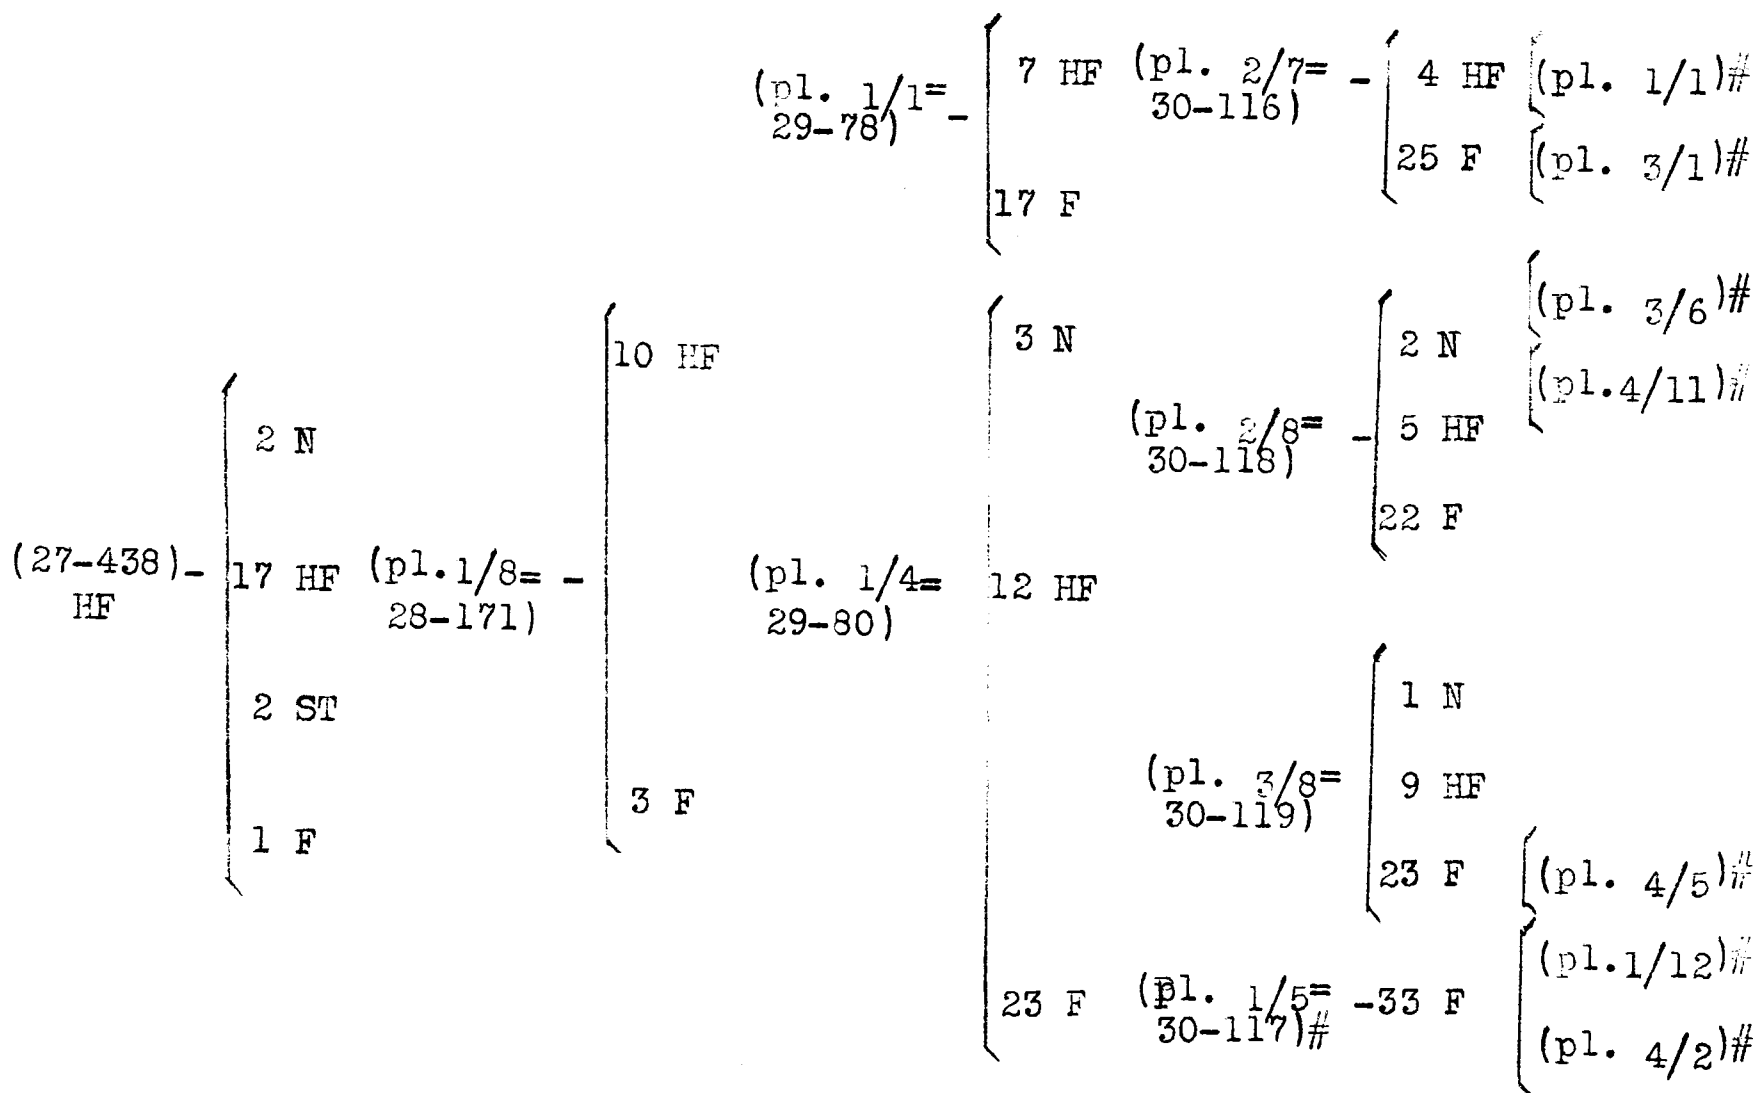 (27-438)-
HF
2 N
17 HF
2 ST
1 F
(pl.1/8= -
28-171)
10 HF
3 F
(pl. 1/1= -
29-78)
7 HF
17 F
(pl. 1/4=
29-80)
3 N
12 HF
23 F
(pl. 2/7= -
30-116)
4 HF
25 F
(pl. 1/1)#
(pl. 3/1)#
(pl. 2/8= -
30-118)
2 N
5 HF
22 F
(pl. 3/6)#
(pl.4/11)#
(pl. 3/8=
30-119)
1 N
9 HF
23 F
(pl. 1/5= -33 F
30-117)#
(pl. 4/5)#
(pl.1/12)#
(pl. 4/2)#